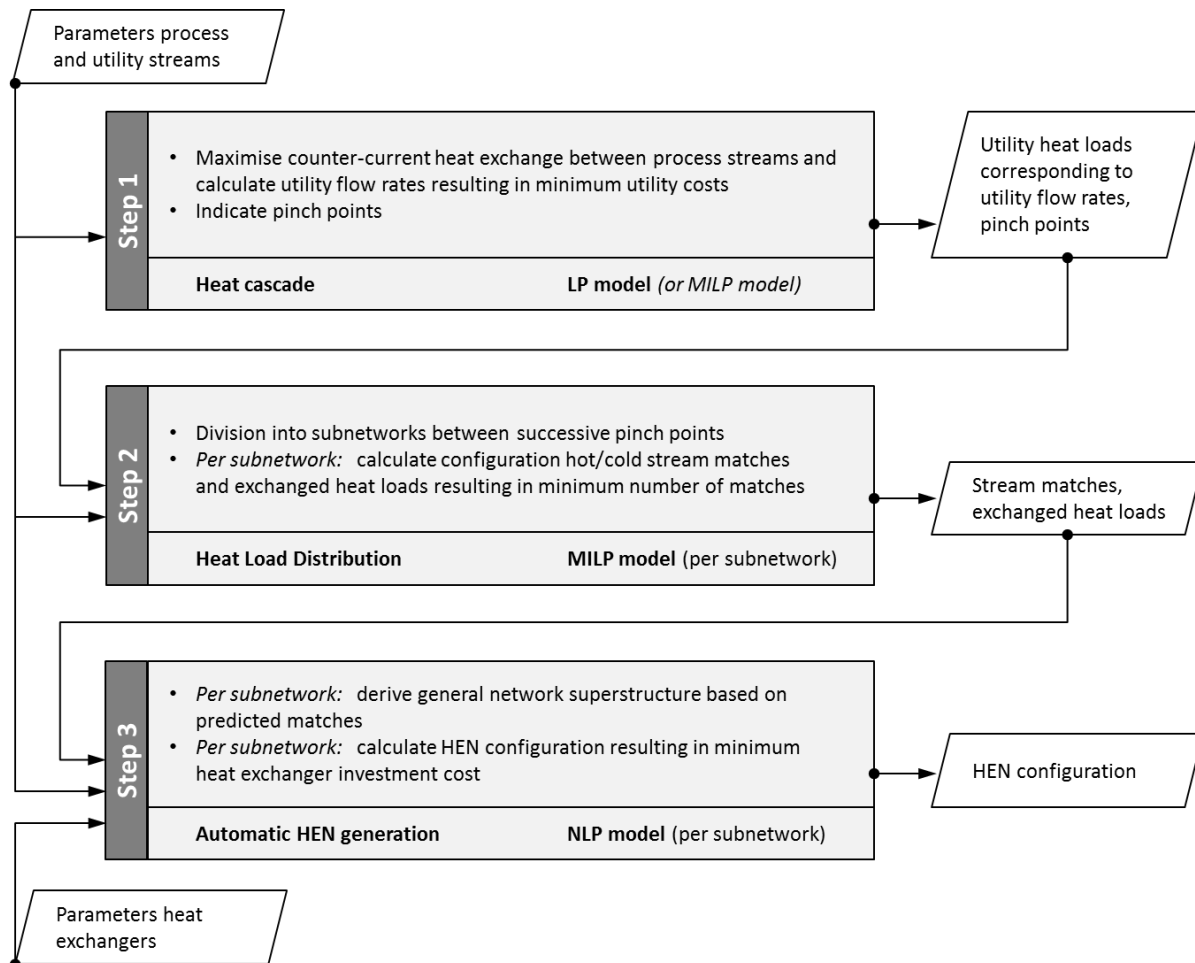 Parameters process
and utility streams
Step 1
• Maximise counter-current heat exchange between process streams and
calculate utility flow rates resulting in minimum utility costs
• Indicate pinch points
Heat cascade LP model (or MILP model)
Utility heat loads
corresponding to
utility flow rates,
pinch points
Step 2
• Division into subnetworks between successive pinch points
• Per subnetwork: calculate configuration hot/cold stream matches
and exchanged heat loads resulting in minimum number of matches
Heat Load Distribution MILP model (per subnetwork)
Stream matches,
exchanged heat loads
Step 3
• Per subnetwork: derive general network superstructure based on
predicted matches
• Per subnetwork: calculate HEN configuration resulting in minimum
heat exchanger investment cost
Automatic HEN generation NLP model (per subnetwork)
HEN configuration
Parameters heat
exchangers